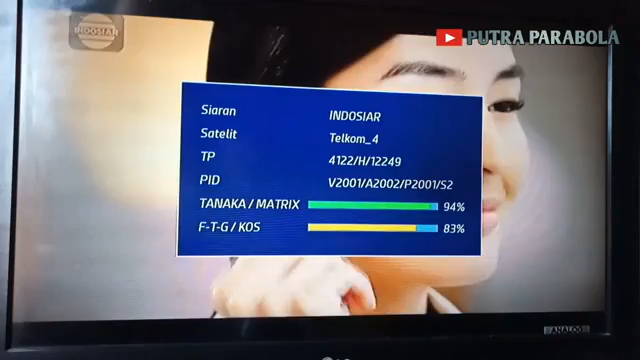 INDOSIAR
PUTRA PARABOLA
Siaran INDOSIAR
Satelit Telkom_4
TP 4122/H/12249
PID V2001/A2002/P2001/S2
TANAKA / MATRIX 94%
F-T-G / KOS 83%
ANALOG